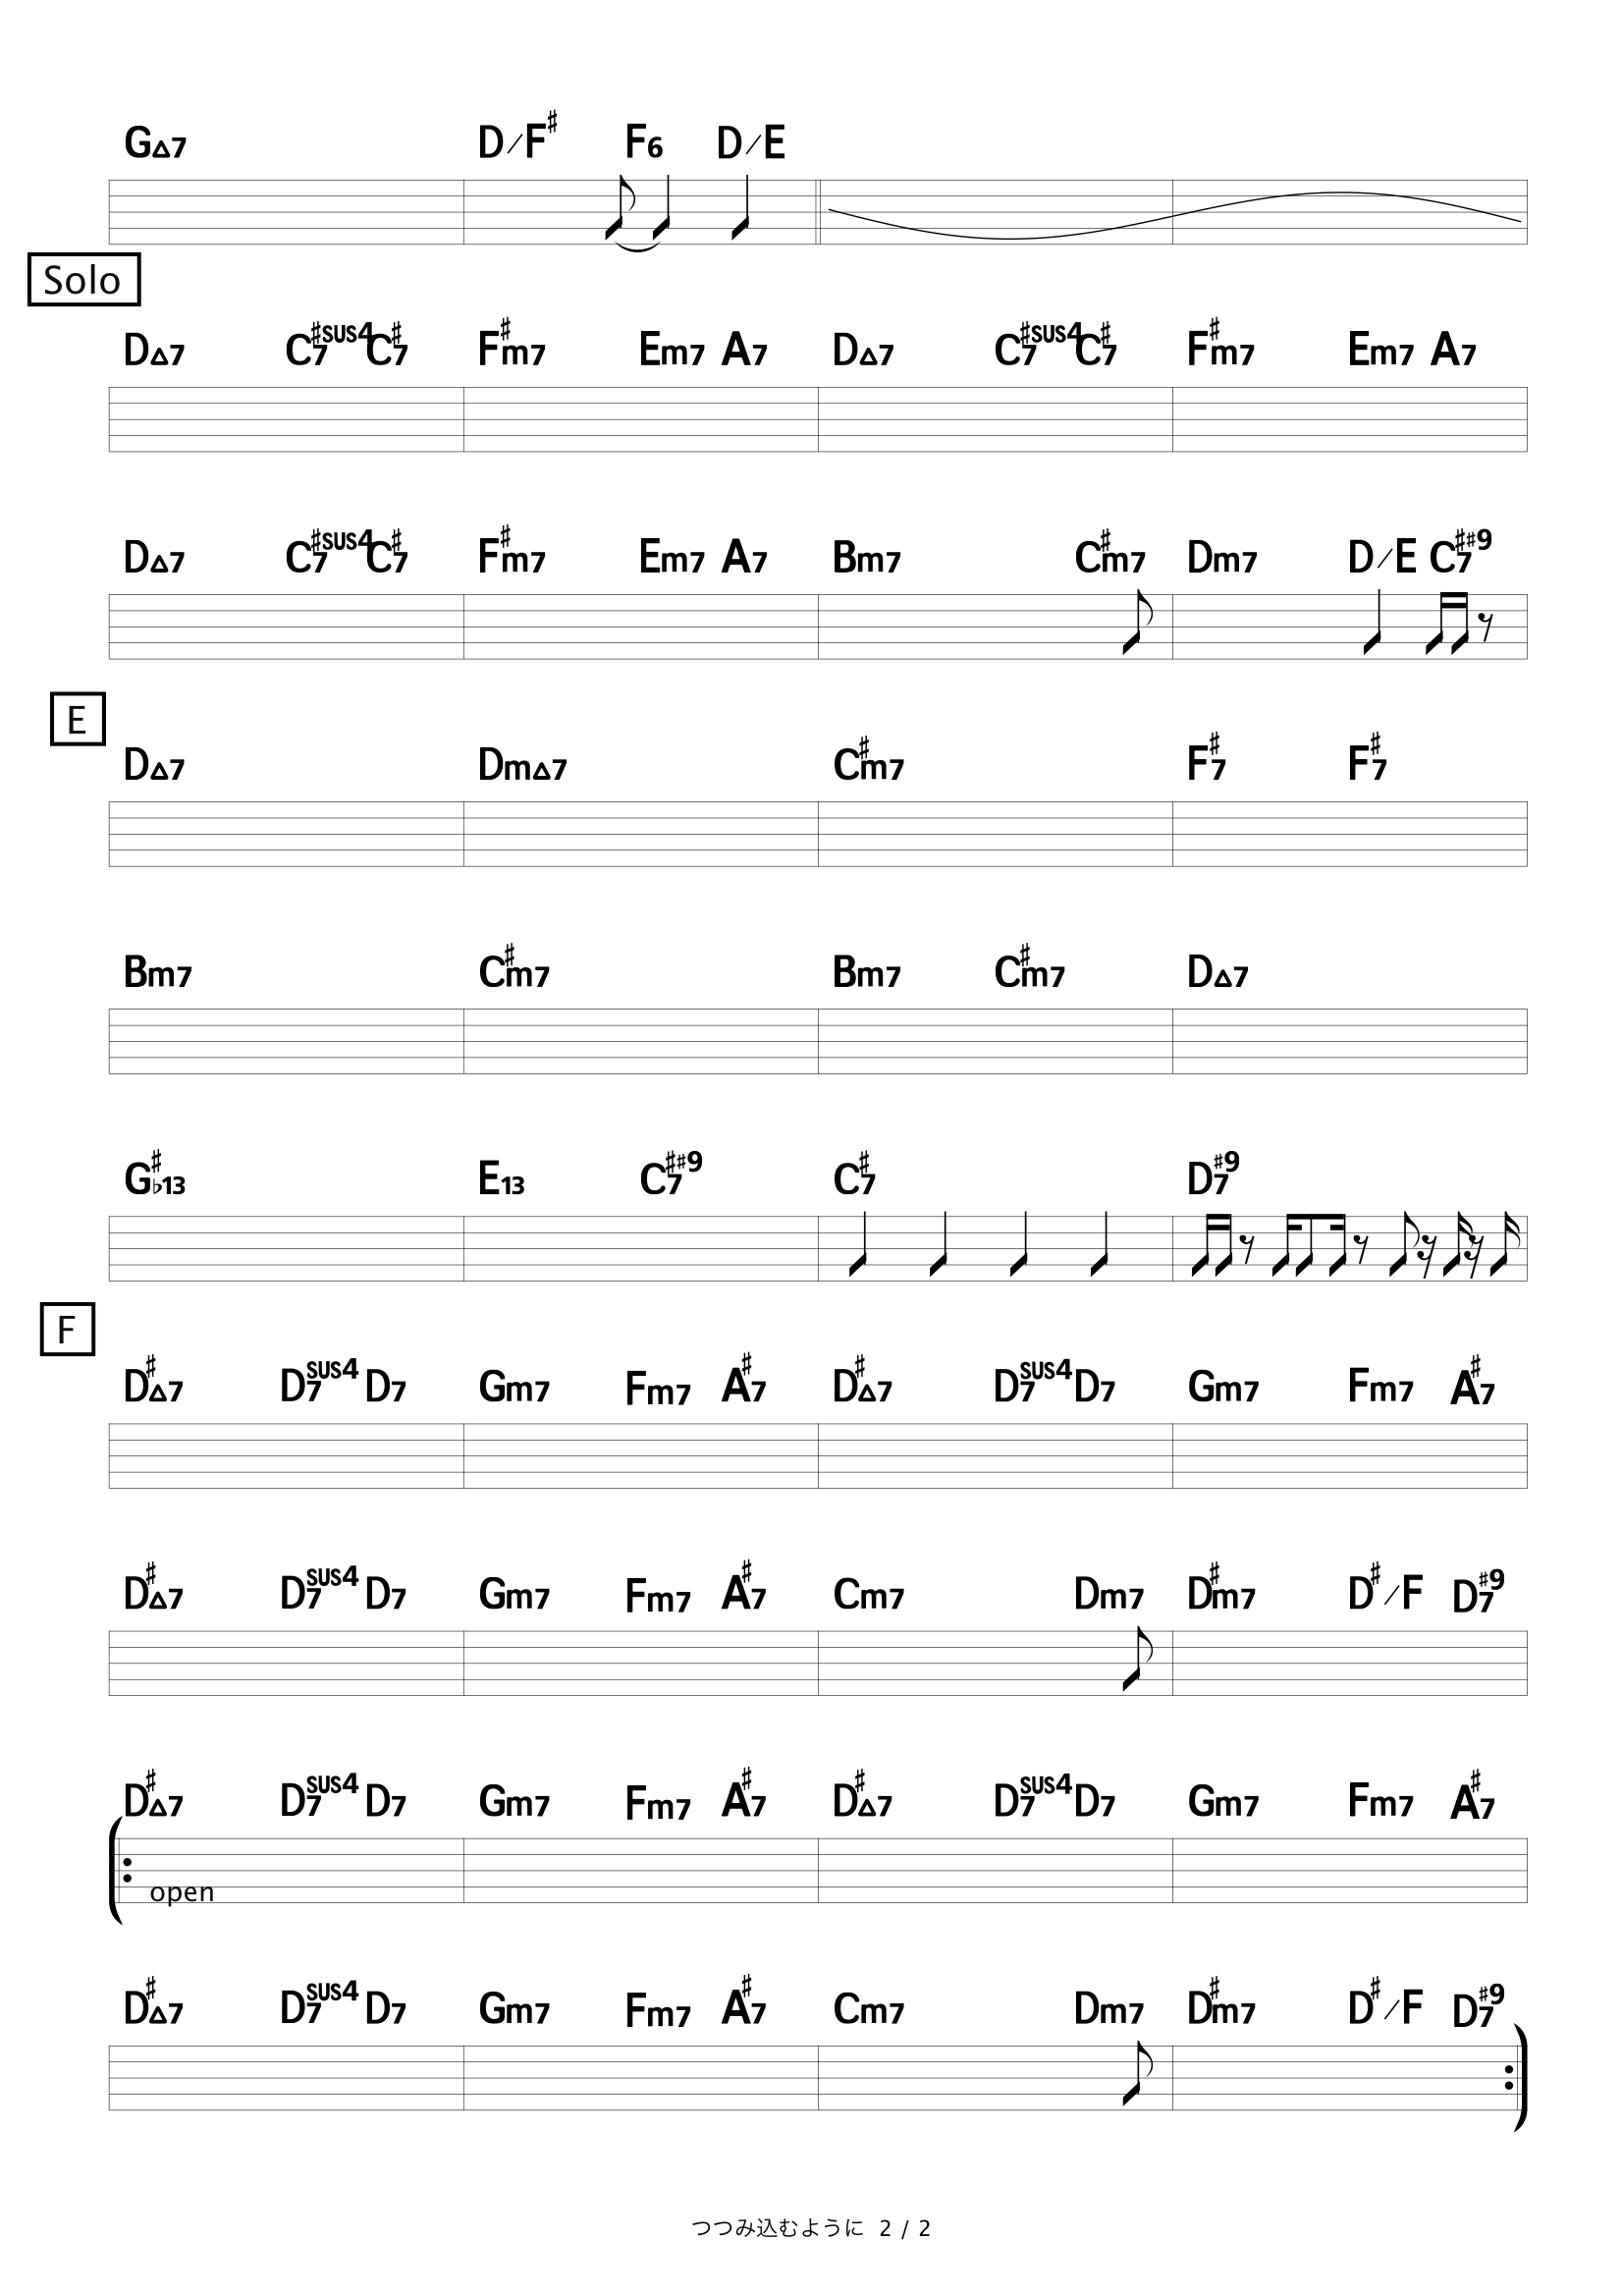 G△7 D/F# F6 D/E
Solo
D△7 C#7sus4 C#7 F#m7 Em7 A7 D△7 C#7sus4 C#7 F#m7 Em7 A7
D△7 C#7sus4 C#7 F#m7 Em7 A7 Bm7 C#m7 Dm7 D/E C#7#9
E
D△7 Dm△7 C#m7 F#7 F#7
Bm7 C#m7 Bm7 C#m7 D△7
G#♭13 E13 C#7#9 C#7 D7#9
F
D#△7 D7sus4 D7 Gm7 Fm7 A#7 D#△7 D7sus4 D7 Gm7 Fm7 A#7
D#△7 D7sus4 D7 Gm7 Fm7 A#7 Cm7 Dm7 D#m7 D#/F D7#9
D#△7 D7sus4 D7 Gm7 Fm7 A#7 D#△7 D7sus4 D7 Gm7 Fm7 A#7
open
D#△7 D7sus4 D7 Gm7 Fm7 A#7 Cm7 Dm7 D#m7 D#/F D7#9
つつみ込むように 2 / 2